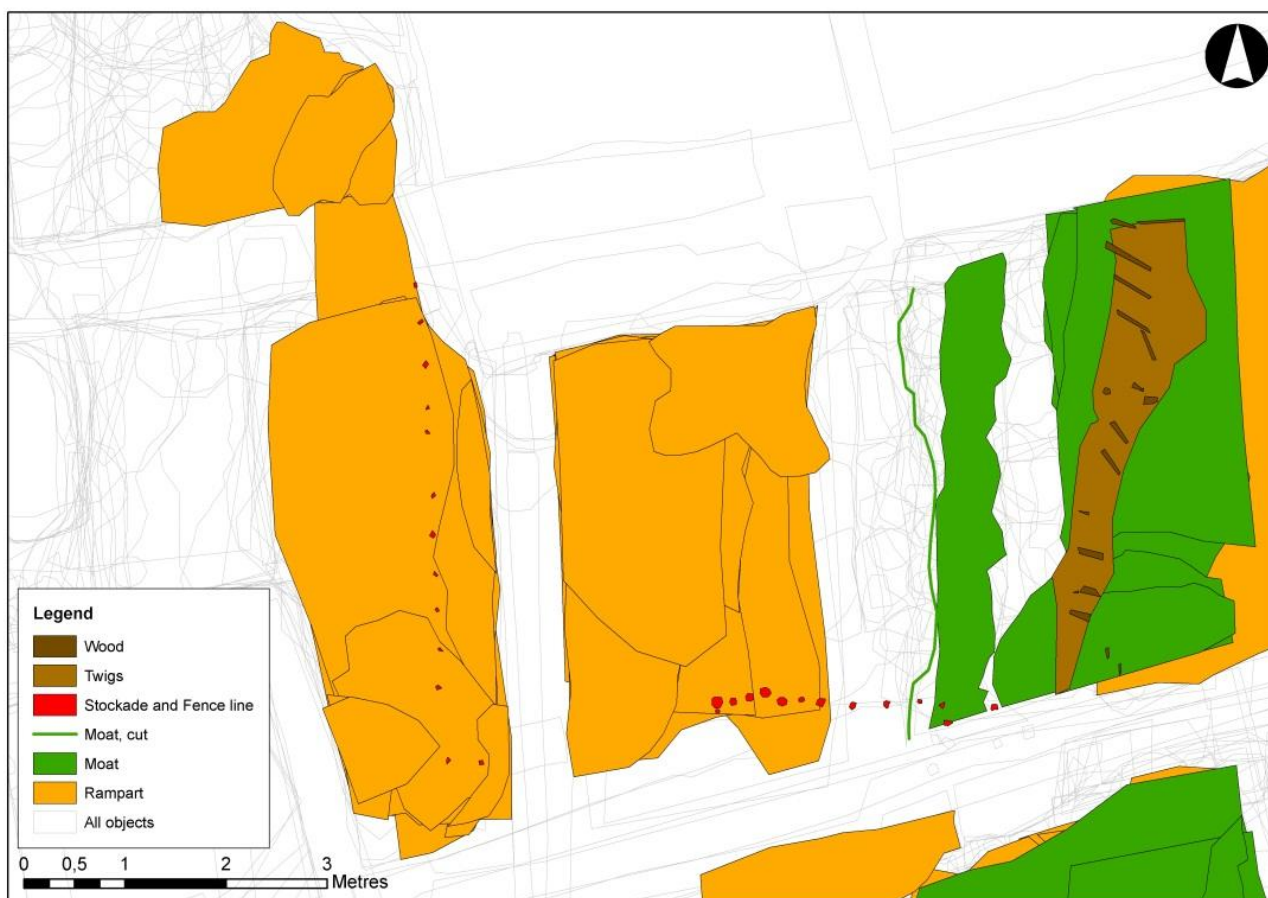 Legend
Wood
Twigs
Stockade and Fence line
Moat, cut
Moat
Rampart
All objects
0 0,5 1 2 3
Metres